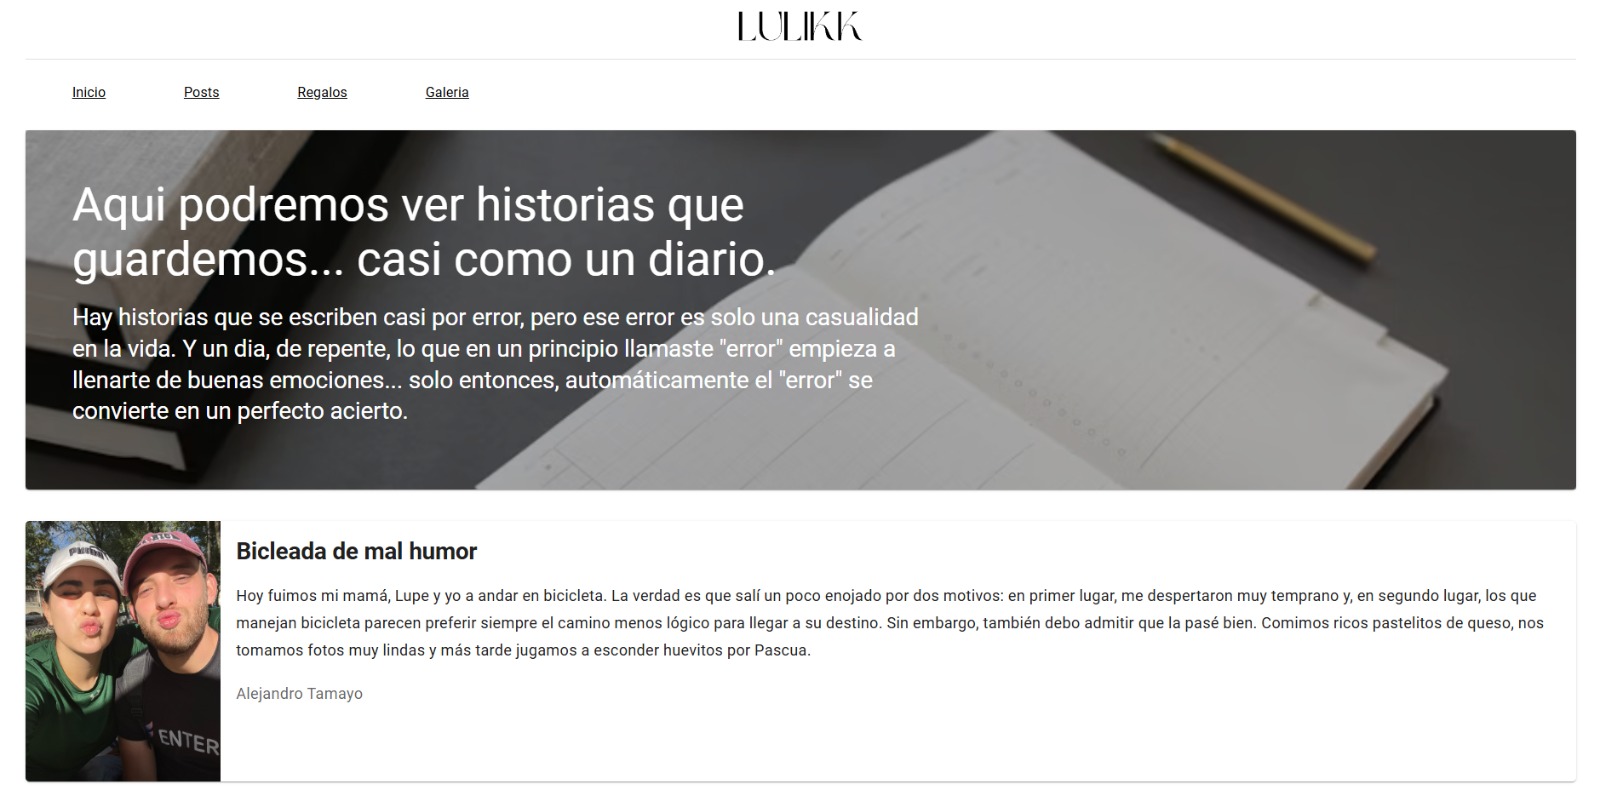 LULIKK
Inicio Posts Regalos Galeria
Aqui podremos ver historias que
guardemos... casi como un diario.
Hay historias que se escriben casi por error, pero ese error es solo una casualidad
en la vida. Y un dia, de repente, lo que en un principio llamaste "error" empieza a
llenarte de buenas emociones... solo entonces, automáticamente el "error" se
convierte en un perfecto acierto.
Bicleada de mal humor
Hoy fuimos mi mamá, Lupe y yo a andar en bicicleta. La verdad es que salí un poco enojado por dos motivos: en primer lugar, me despertaron muy temprano y, en segundo lugar, los que
manejan bicicleta parecen preferir siempre el camino menos lógico para llegar a su destino. Sin embargo, también debo admitir que la pasé bien. Comimos ricos pastelitos de queso, nos
tomamos fotos muy lindas y más tarde jugamos a esconder huevitos por Pascua.
Alejandro Tamayo
ENTER